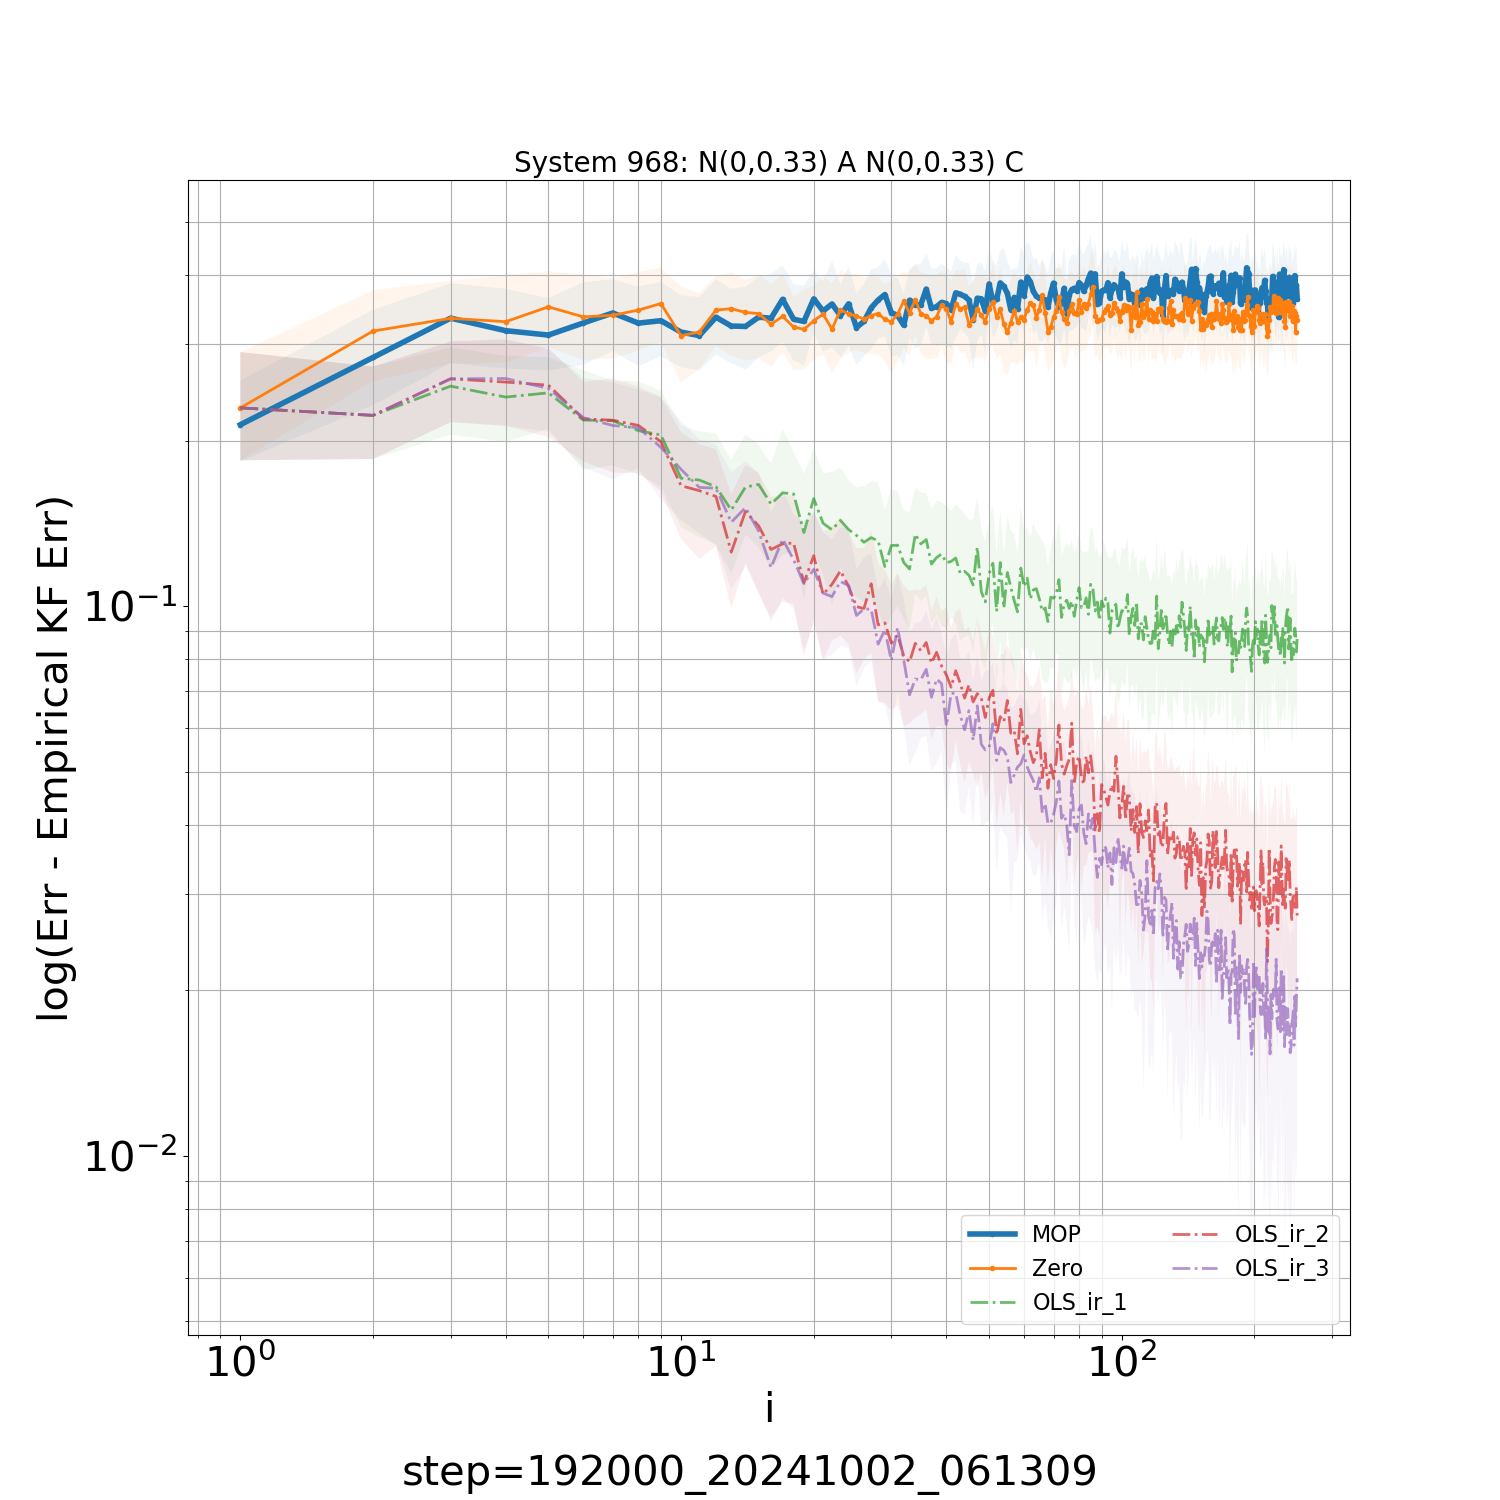 System 968: N(0,0.33) A N(0,0.33) C
log(Err - Empirical KF Err)
10⁻¹
10⁻²
MOP
Zero
OLS_ir_1
OLS_ir_2
OLS_ir_3
10⁰
10¹
10²
i
step=192000_20241002_061309